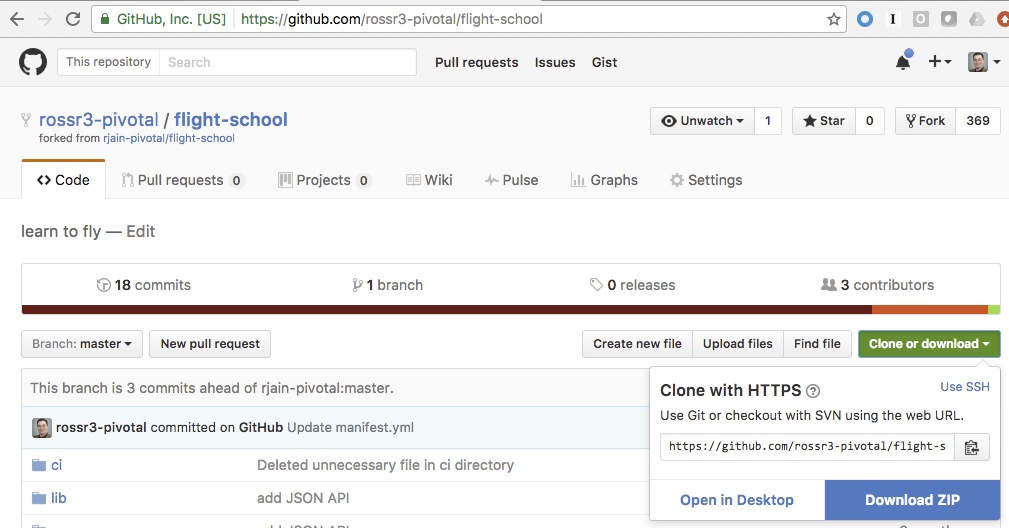 GitHub, Inc. [US] https://github.com/rossr3-pivotal/flight-school
This repository Search Pull requests Issues Gist
rossr3-pivotal / flight-school Unwatch 1 Star 0 Fork 369
forked from rjain-pivotal/flight-school
Code Pull requests 0 Projects 0 Wiki Pulse Graphs Settings
learn to fly — Edit
18 commits 1 branch 0 releases 3 contributors
Branch: master New pull request Create new file Upload files Find file Clone or download
This branch is 3 commits ahead of rjain-pivotal:master.
rossr3-pivotal committed on GitHub Update manifest.yml
ci Deleted unnecessary file in ci directory
lib add JSON API
add JSON API
Clone with HTTPS ? Use SSH
Use Git or checkout with SVN using the web URL.
https://github.com/rossr3-pivotal/flight-s
Open in Desktop Download ZIP